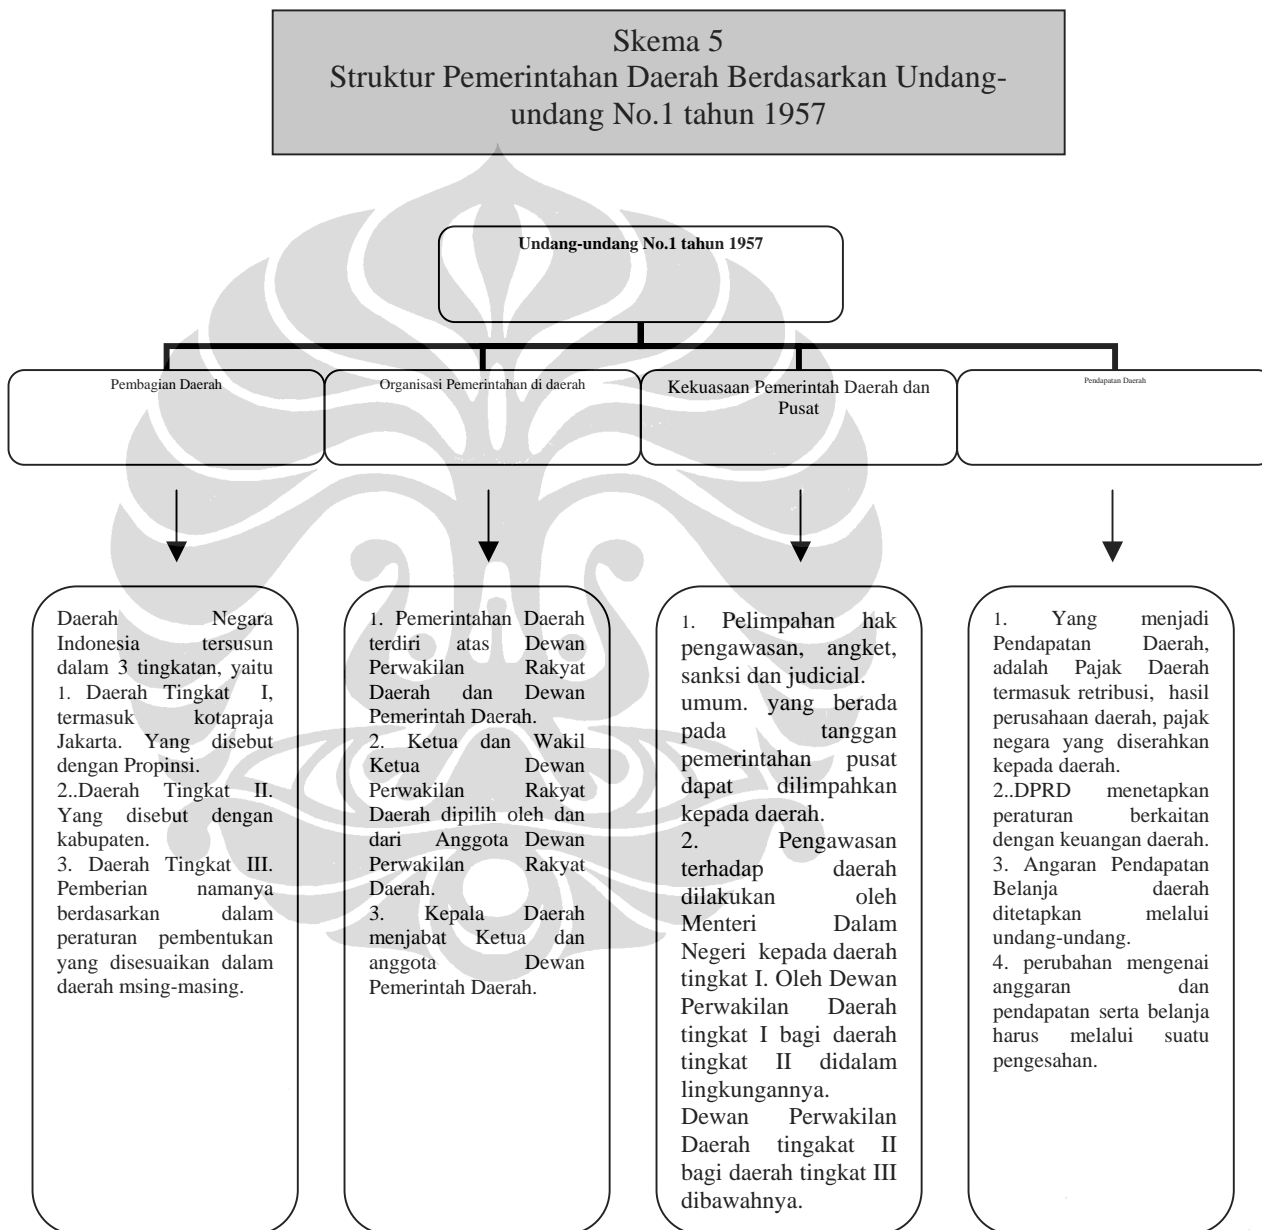 Skema 5
Struktur Pemerintahan Daerah Berdasarkan Undang-
undang No.1 tahun 1957
Undang-undang No.1 tahun 1957
Pembagian Daerah
Organisasi Pemerintahan di daerah
Kekuasaan Pemerintah Daerah dan
Pusat
Pendapatan Daerah
Daerah Negara
Indonesia tersusun
dalam 3 tingkatan, yaitu
1. Daerah Tingkat I,
termasuk kotapraja
Jakarta. Yang disebut
dengan Propinsi.
2..Daerah Tingkat II.
Yang disebut dengan
kabupaten.
3. Daerah Tingkat III.
Pemberian namanya
berdasarkan dalam
peraturan pembentukan
yang disesuaikan dalam
daerah msing-masing.
1. Pemerintahan Daerah
terdiri atas Dewan
Perwakilan Rakyat
Daerah dan Dewan
Pemerintah Daerah.
2. Ketua dan Wakil
Ketua Dewan
Perwakilan Rakyat
Daerah dipilih oleh dan
dari Anggota Dewan
Perwakilan Rakyat
Daerah.
3. Kepala Daerah
menjabat Ketua dan
anggota Dewan
Pemerintah Daerah.
1. Pelimpahan hak
pengawasan, angket,
sanksi dan judicial.
umum. yang berada
pada tanggan
pemerintahan pusat
dapat dilimpahkan
kepada daerah.
2. Pengawasan
terhadap daerah
dilakukan oleh
Menteri Dalam
Negeri kepada daerah
tingkat I. Oleh Dewan
Perwakilan Daerah
tingkat I bagi daerah
tingkat II didalam
lingkungannya.
Dewan Perwakilan
Daerah tingakat II
bagi daerah tingkat III
dibawahnya.
1. Yang menjadi
Pendapatan Daerah,
adalah Pajak Daerah
termasuk retribusi, hasil
perusahaan daerah, pajak
negara yang diserahkan
kepada daerah.
2..DPRD menetapkan
peraturan berkaitan
dengan keuangan daerah.
3. Angaran Pendapatan
Belanja daerah
ditetapkan melalui
undang-undang.
4. perubahan mengenai
anggaran dan
pendapatan serta belanja
harus melalui suatu
pengesahan.